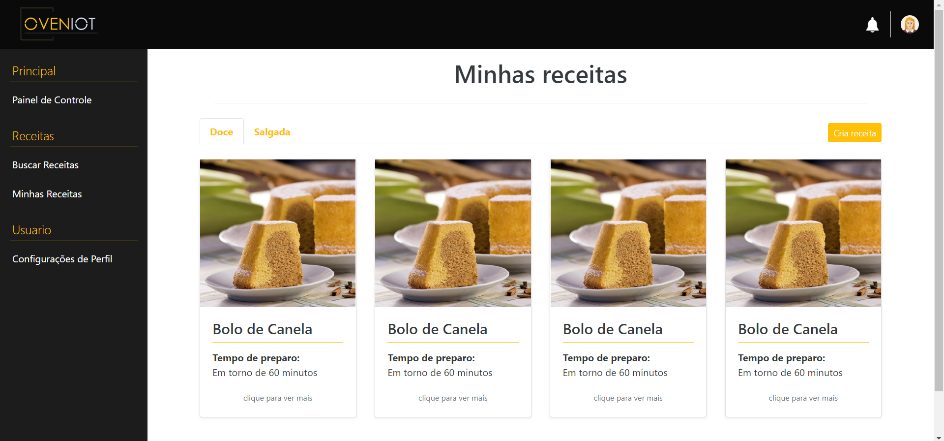 OVENIOT
Principal
Painel de Controle
Receitas
Buscar Receitas
Minhas Receitas
Usuario
Configurações de Perfil
Minhas receitas
Doce Salgada
Cria receita
Bolo de Canela
Tempo de preparo:
Em torno de 60 minutos
clique para ver mais
Bolo de Canela
Tempo de preparo:
Em torno de 60 minutos
clique para ver mais
Bolo de Canela
Tempo de preparo:
Em torno de 60 minutos
clique para ver mais
Bolo de Canela
Tempo de preparo:
Em torno de 60 minutos
clique para ver mais